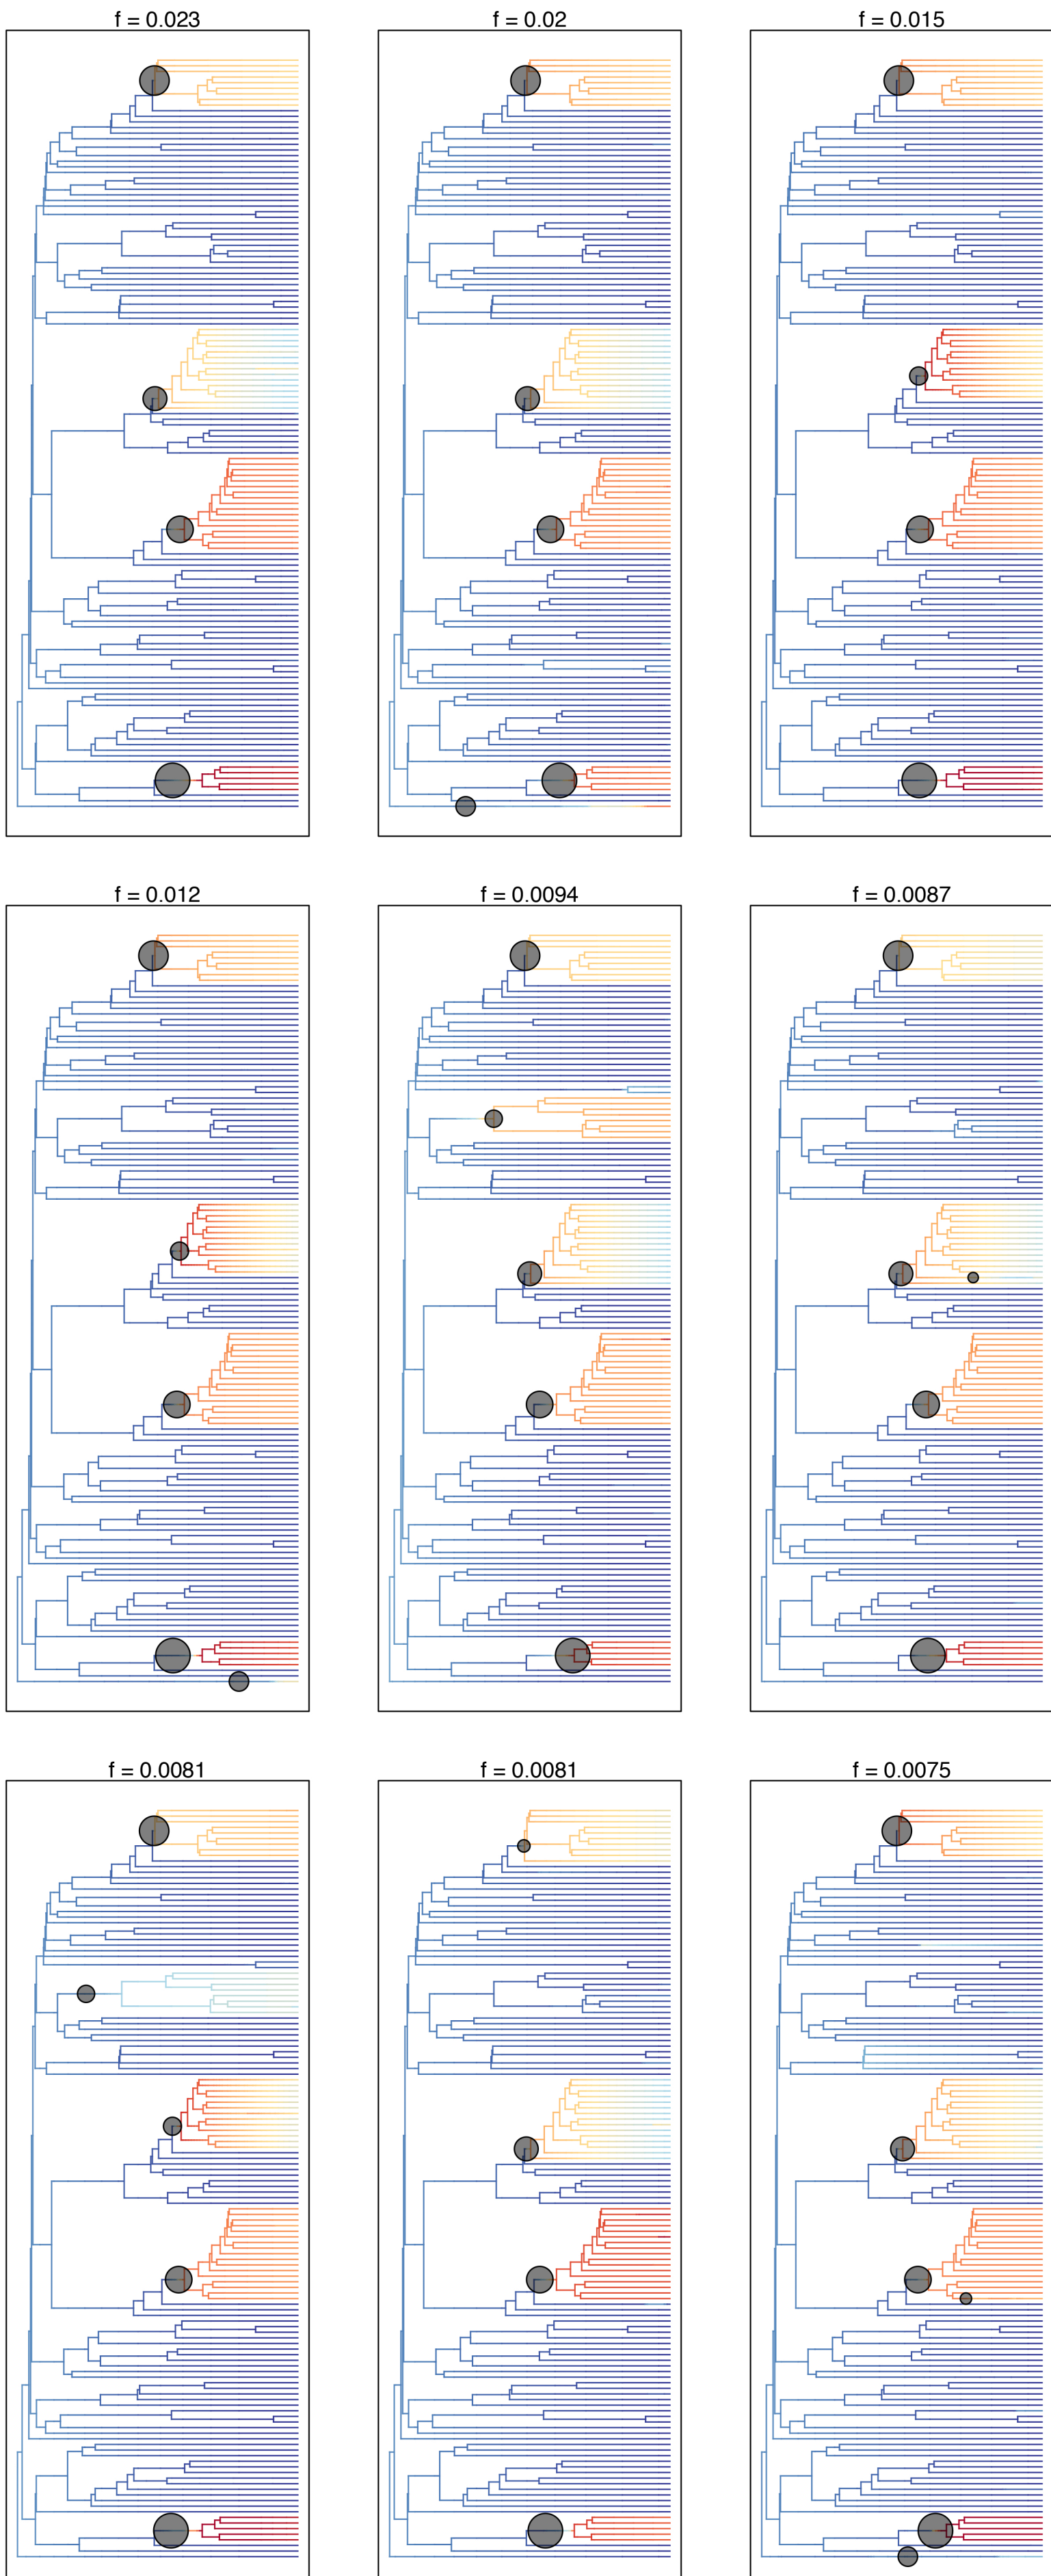 f = 0.023
f = 0.02
f = 0.015
f = 0.012
f = 0.0094
f = 0.0087
f = 0.0081
f = 0.0081
f = 0.0075